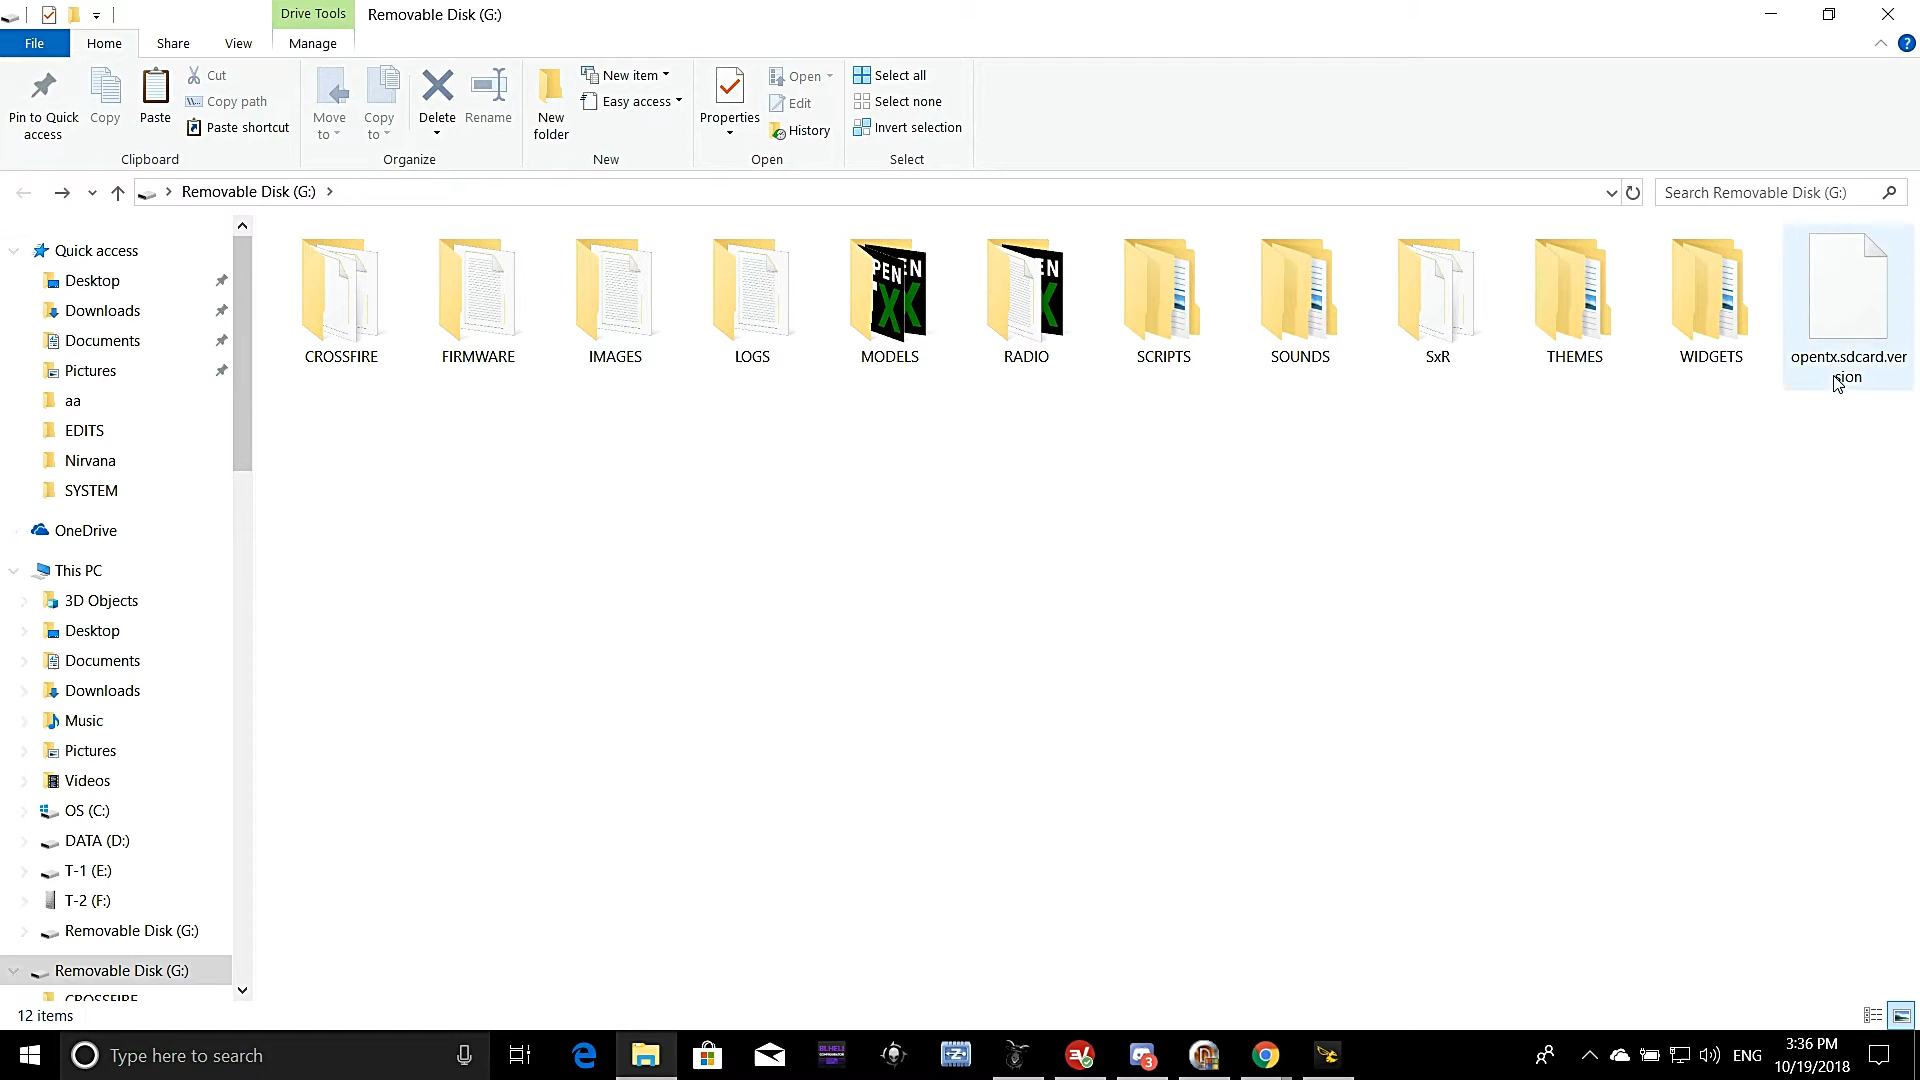 Drive Tools
Removable Disk (G:)
File
Home
Share
View
Manage
Pin to Quick access
Copy
Paste
Cut
Copy path
Paste shortcut
Clipboard
Move to
Copy to
Delete
Rename
Organize
New folder
New item
Easy access
New
Properties
Open
Edit
History
Open
Select all
Select none
Invert selection
Select
Removable Disk (G:)
Search Removable Disk (G:)
Quick access
Desktop
Downloads
Documents
Pictures
aa
EDITS
Nirvana
SYSTEM
OneDrive
This PC
3D Objects
Desktop
Documents
Downloads
Music
Pictures
Videos
OS (C:)
DATA (D:)
T-1 (E:)
T-2 (F:)
Removable Disk (G:)
Removable Disk (G:)
CROSSFIRE
CROSSFIRE
FIRMWARE
IMAGES
LOGS
MODELS
RADIO
SCRIPTS
SOUNDS
SxR
THEMES
WIDGETS
opentx.sdcard.ver
sion
12 items
Type here to search
3
ENG
3:36 PM
10/19/2018